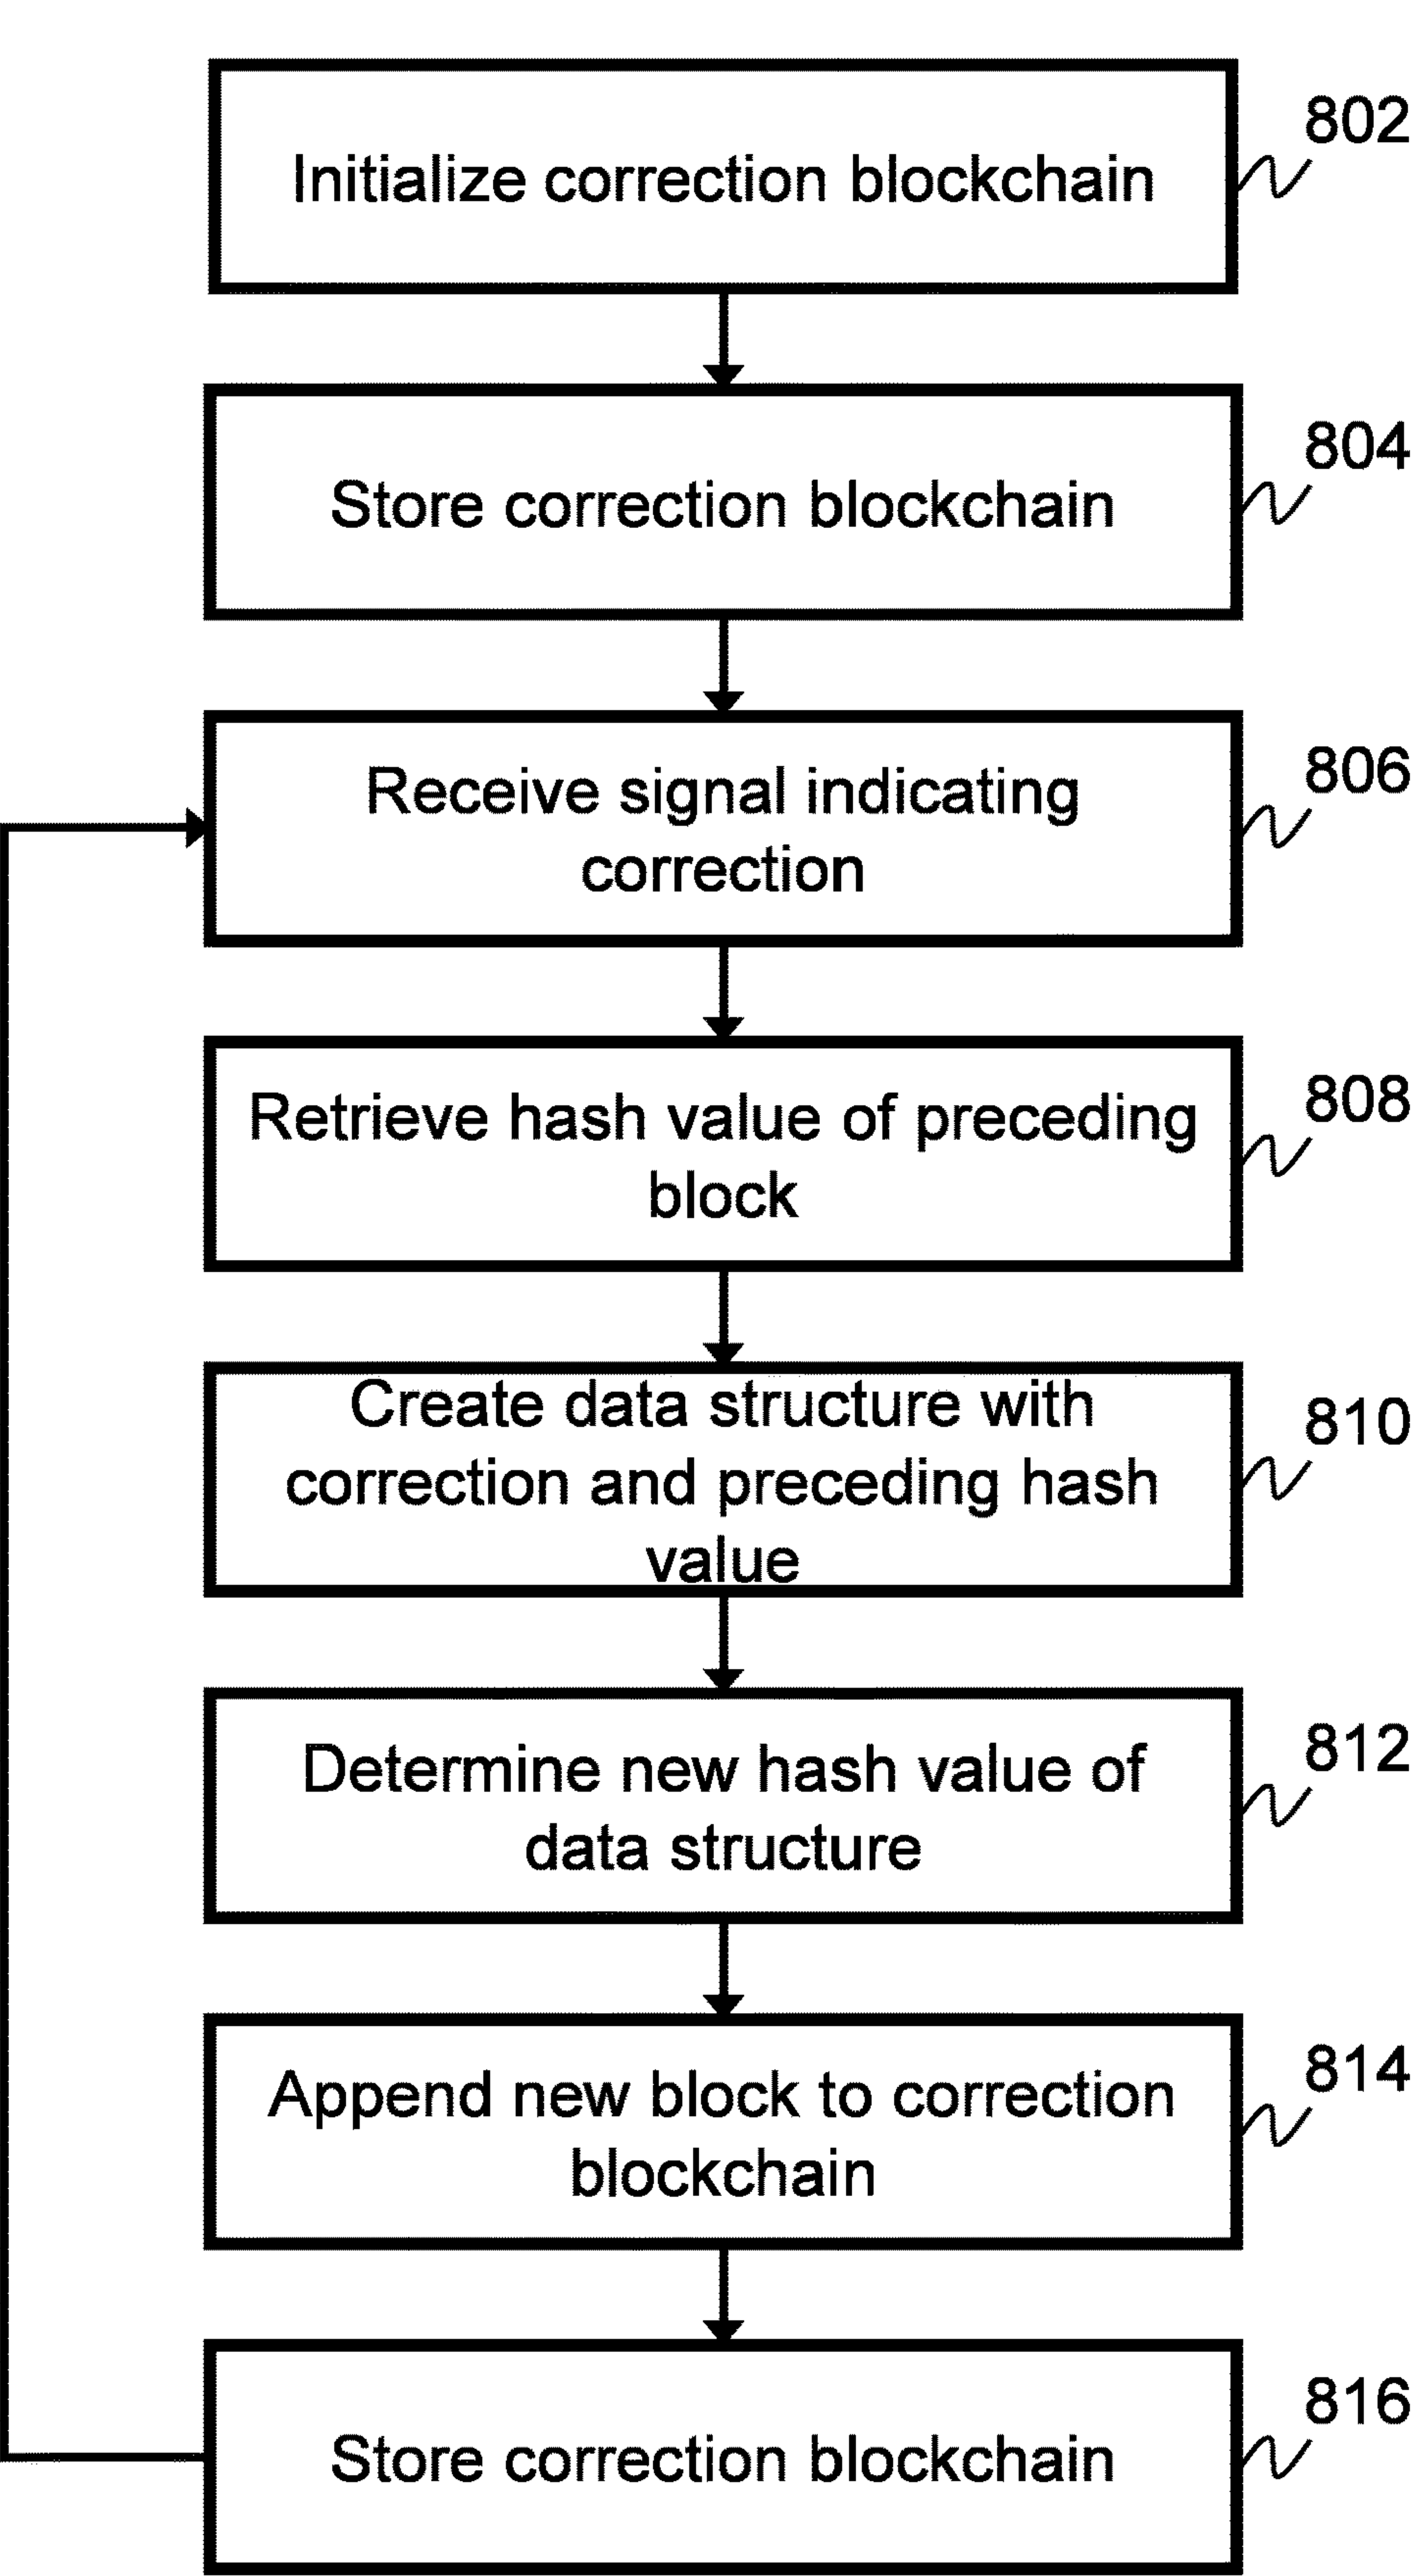 Initialize correction blockchain
802
Store correction blockchain
804
Receive signal indicating
correction
806
Retrieve hash value of preceding
block
808
Create data structure with
correction and preceding hash
value
810
Determine new hash value of
data structure
812
Append new block to correction
blockchain
814
Store correction blockchain
816